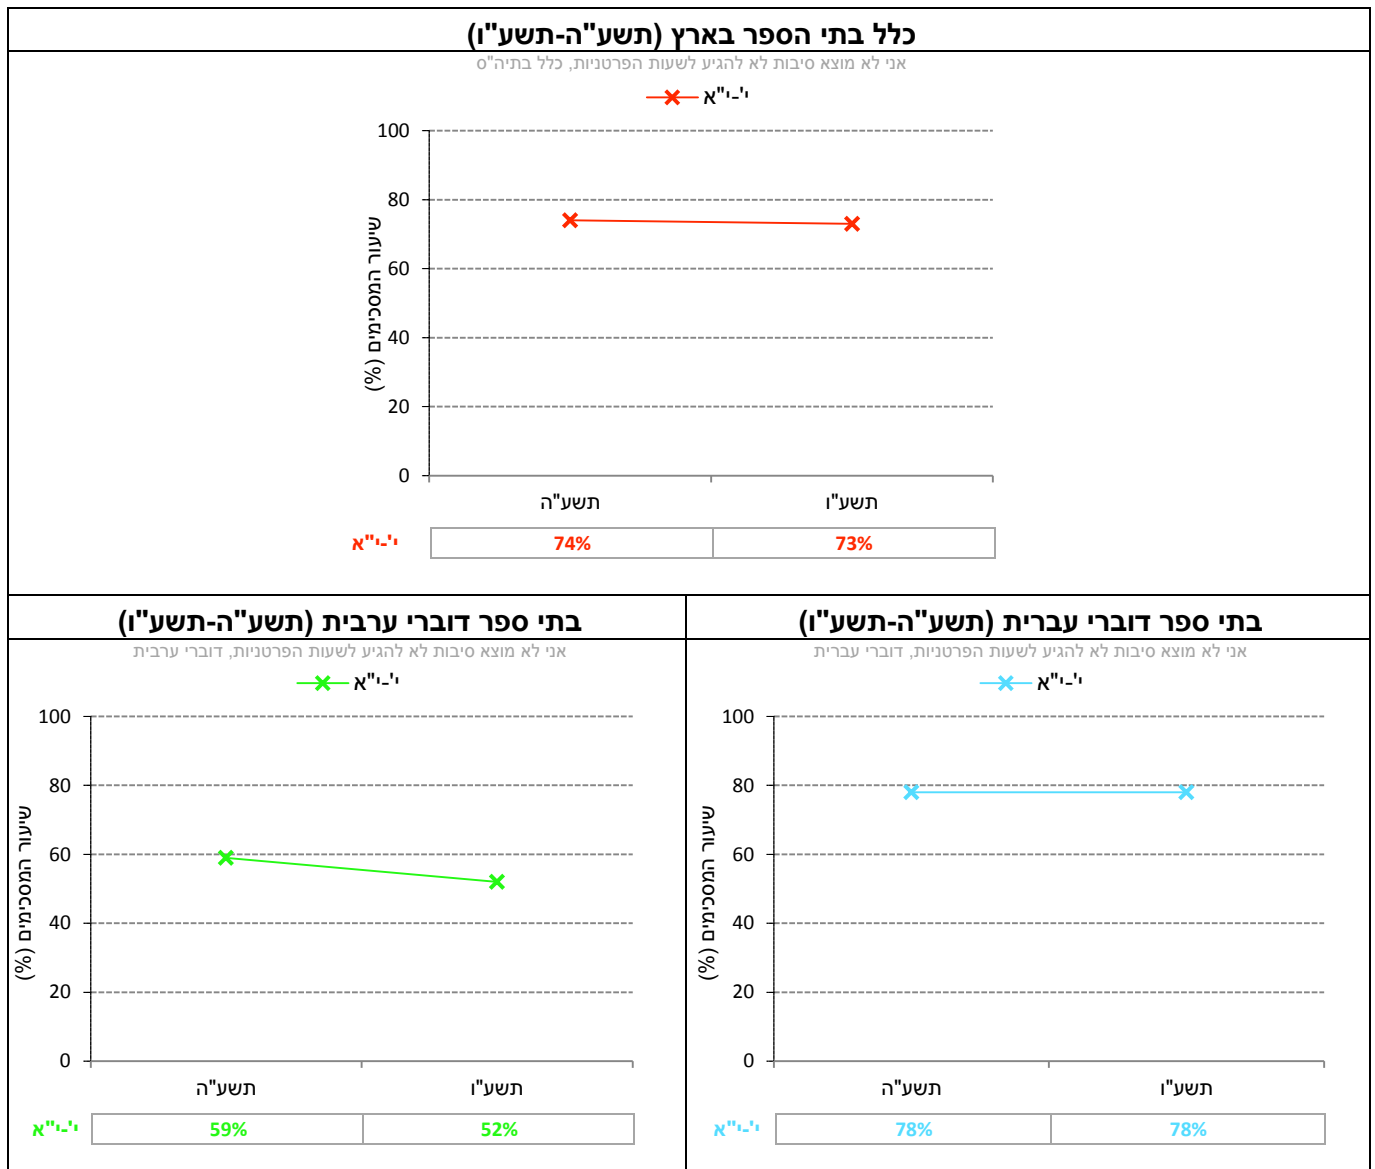 כלל בתי הספר בארץ (תשע"ה-תשע"ו)
אני לא מוצא סיבות לא להגיע לשעות הפרטניות, כלל בתיה"ס
י'-י"א
100
80
60
40
20
0
שיעור המסכימים (%)
תשע"ה תשע"ו
י'-י"א 74% 73%
בתי ספר דוברי עברית (תשע"ה-תשע"ו)
אני לא מוצא סיבות לא להגיע לשעות הפרטניות, דוברי עברית
י'-י"א
100
80
60
40
20
0
שיעור המסכימים (%)
תשע"ה תשע"ו
י'-י"א 78% 78%
בתי ספר דוברי ערבית (תשע"ה-תשע"ו)
אני לא מוצא סיבות לא להגיע לשעות הפרטניות, דוברי ערבית
י'-י"א
100
80
60
40
20
0
שיעור המסכימים (%)
תשע"ה תשע"ו
י'-י"א 59% 52%